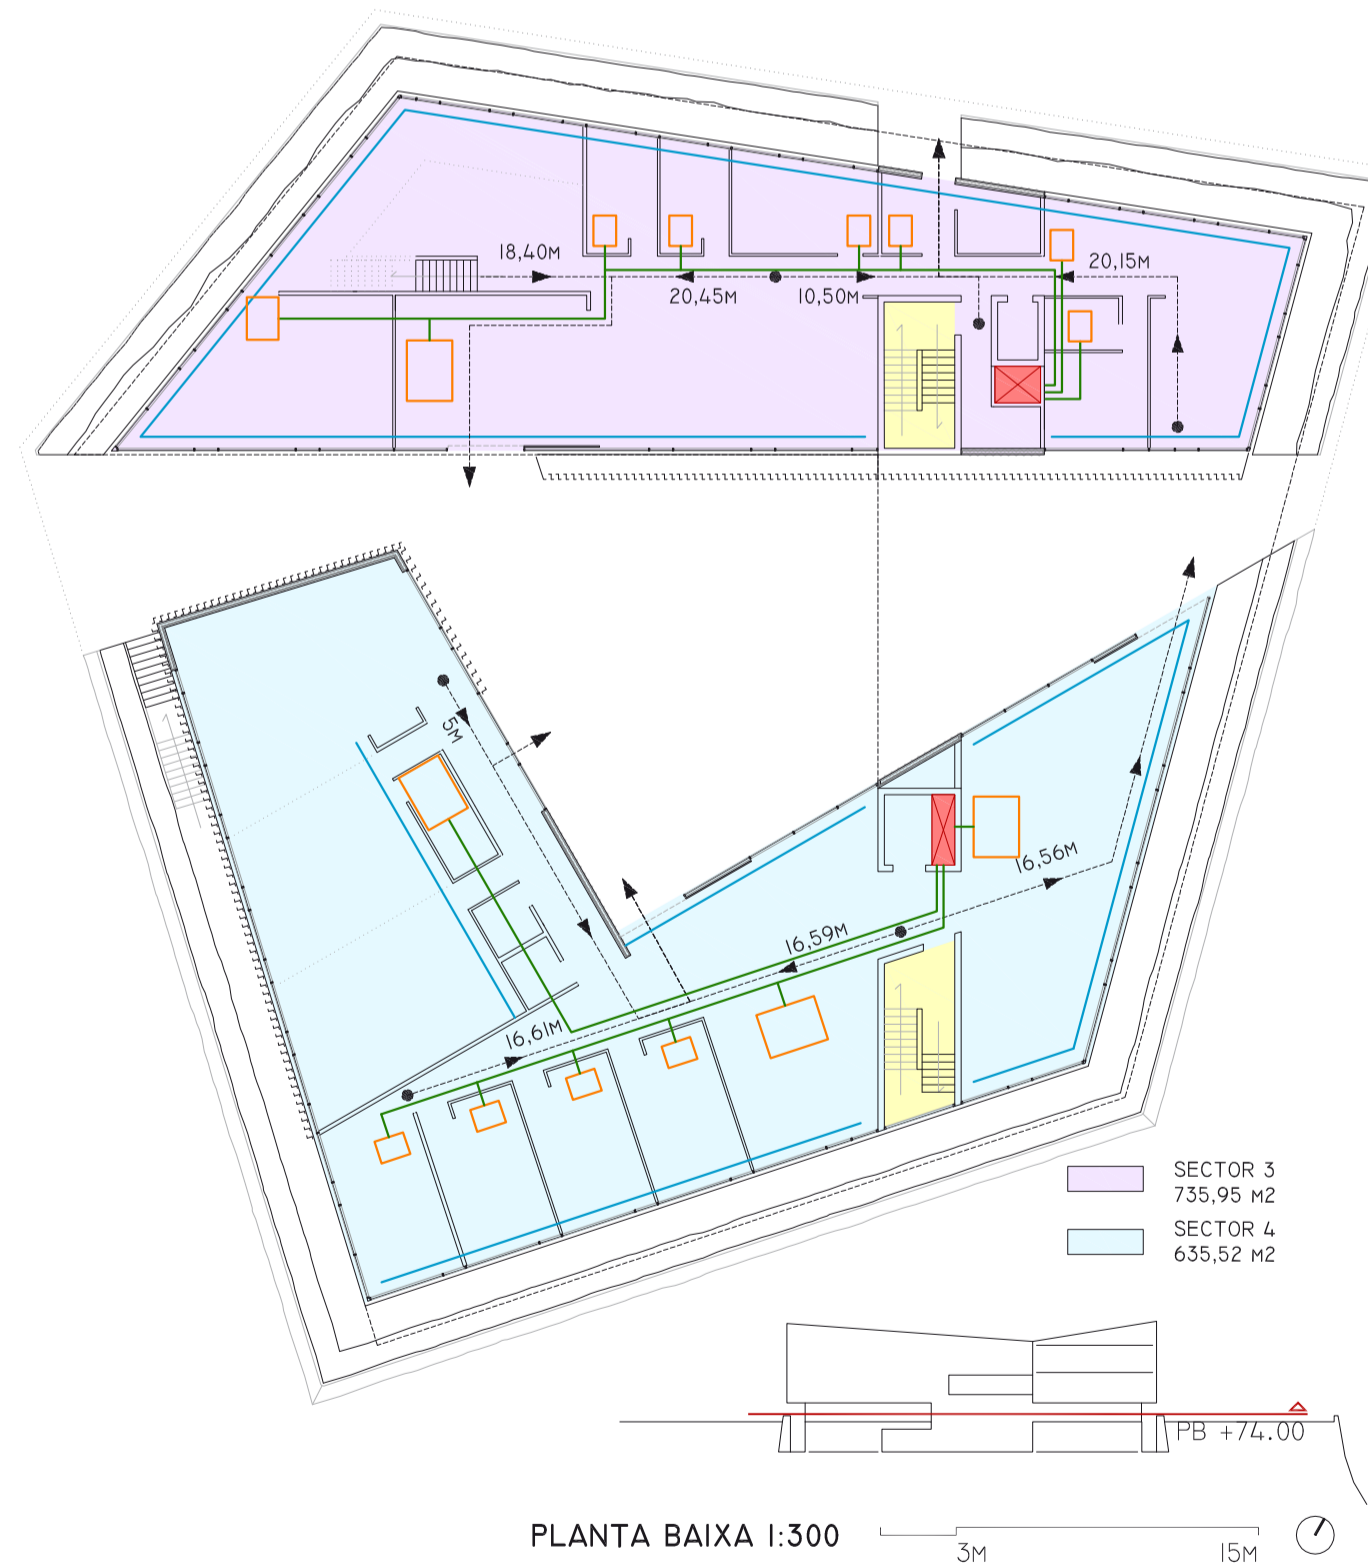 18,40M
20,45M
10,50M
20,15M
5M
16,56M
16,59M
16,61M
SECTOR 3
735,95 M2
SECTOR 4
635,52 M2
PB +74.00
PLANTA BAIXA 1:300
3M
15M